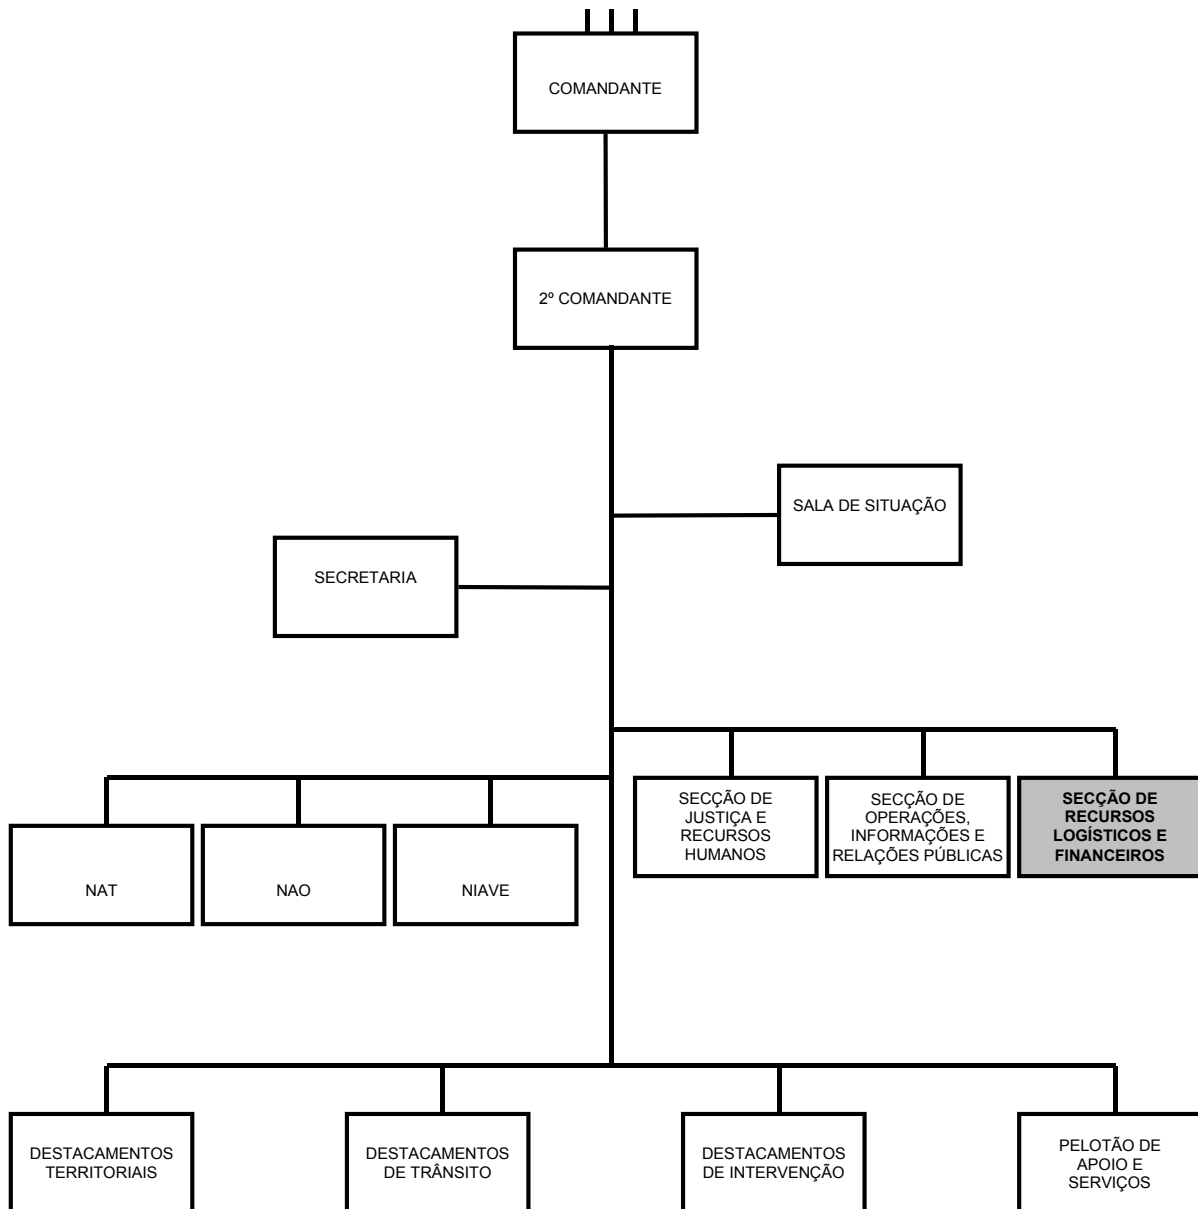 COMANDANTE
2º COMANDANTE
SALA DE SITUAÇÃO
SECRETARIA
SECÇÃO DE
JUSTIÇA E
RECURSOS
HUMANOS
SECÇÃO DE
OPERAÇÕES,
INFORMAÇÕES E
RELAÇÕES PÚBLICAS
SECÇÃO DE
RECURSOS
LOGÍSTICOS E
FINANCEIROS
NAT
NAO
NIAVE
DESTACAMENTOS
TERRITORIAIS
DESTACAMENTOS
DE TRÂNSITO
DESTACAMENTOS
DE INTERVENÇÃO
PELOTÃO DE
APOIO E
SERVIÇOS